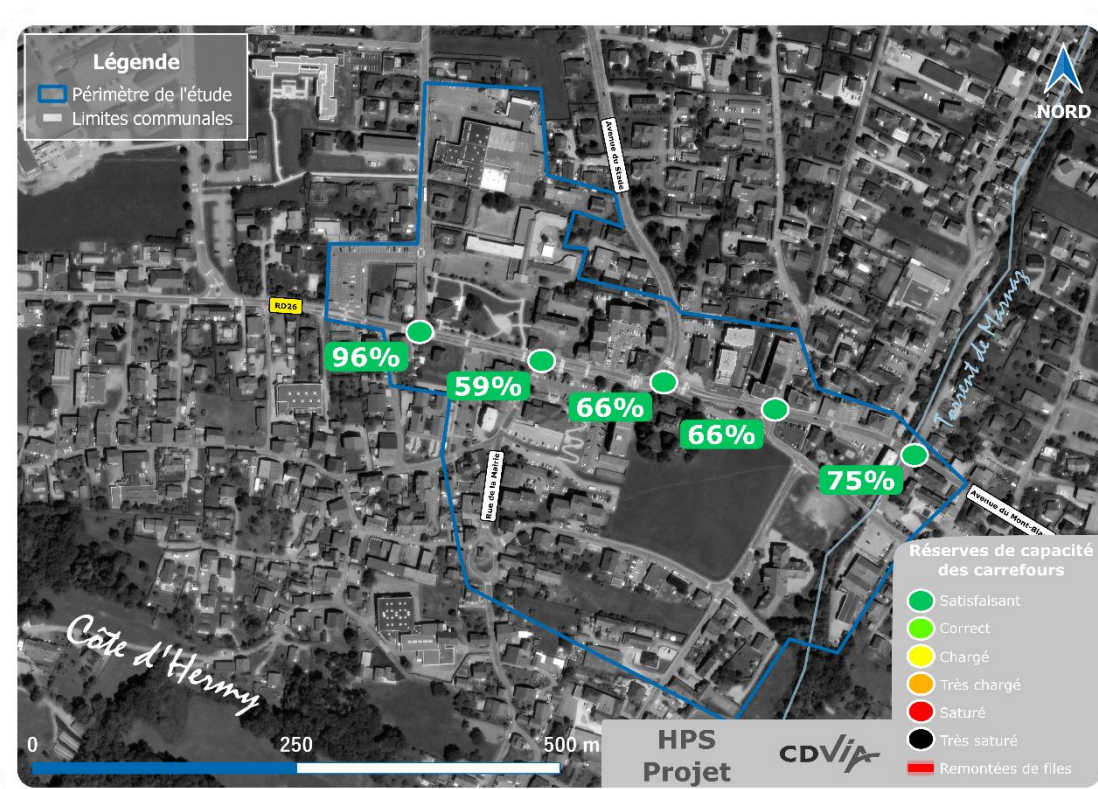 Légende
Périmètre de l'étude
Limites communales
NORD
Avenue du Stade
RD26
Torrent de Marnaz
96%
59%
66%
66%
75%
Rue de la Mairie
Avenue du Mont-Bla
Côte d'Hermy
Réserves de capacité
des carrefours
Satisfaisant
Correct
Chargé
Très chargé
Saturé
Très saturé
Remontées de files
0 250 500 m
HPS
Projet
CDVIA